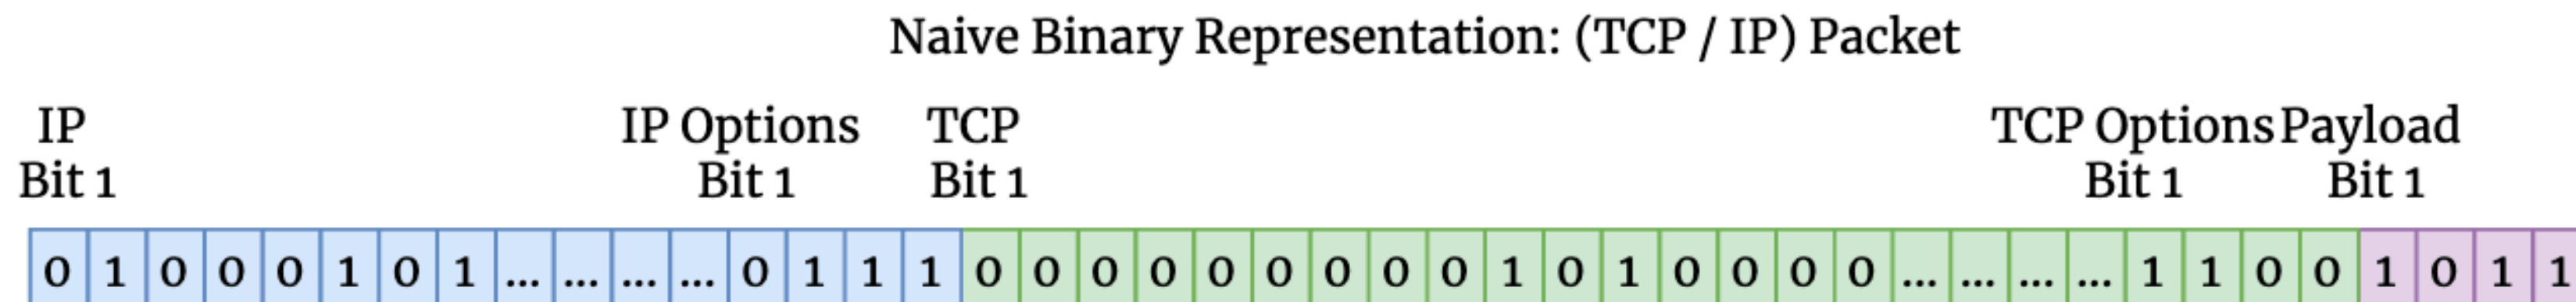 Naive Binary Representation: (TCP / IP) Packet
IP Bit 1
IP Options Bit 1
TCP Bit 1
TCP Options Bit 1
Payload Bit 1
0 1 0 0 0 1 0 1 ... ... ... ... 0 1 1 1 0 0 0 0 0 0 0 0 0 1 0 1 0 0 0 0 ... ... ... ... 1 1 0 0 1 0 1 1